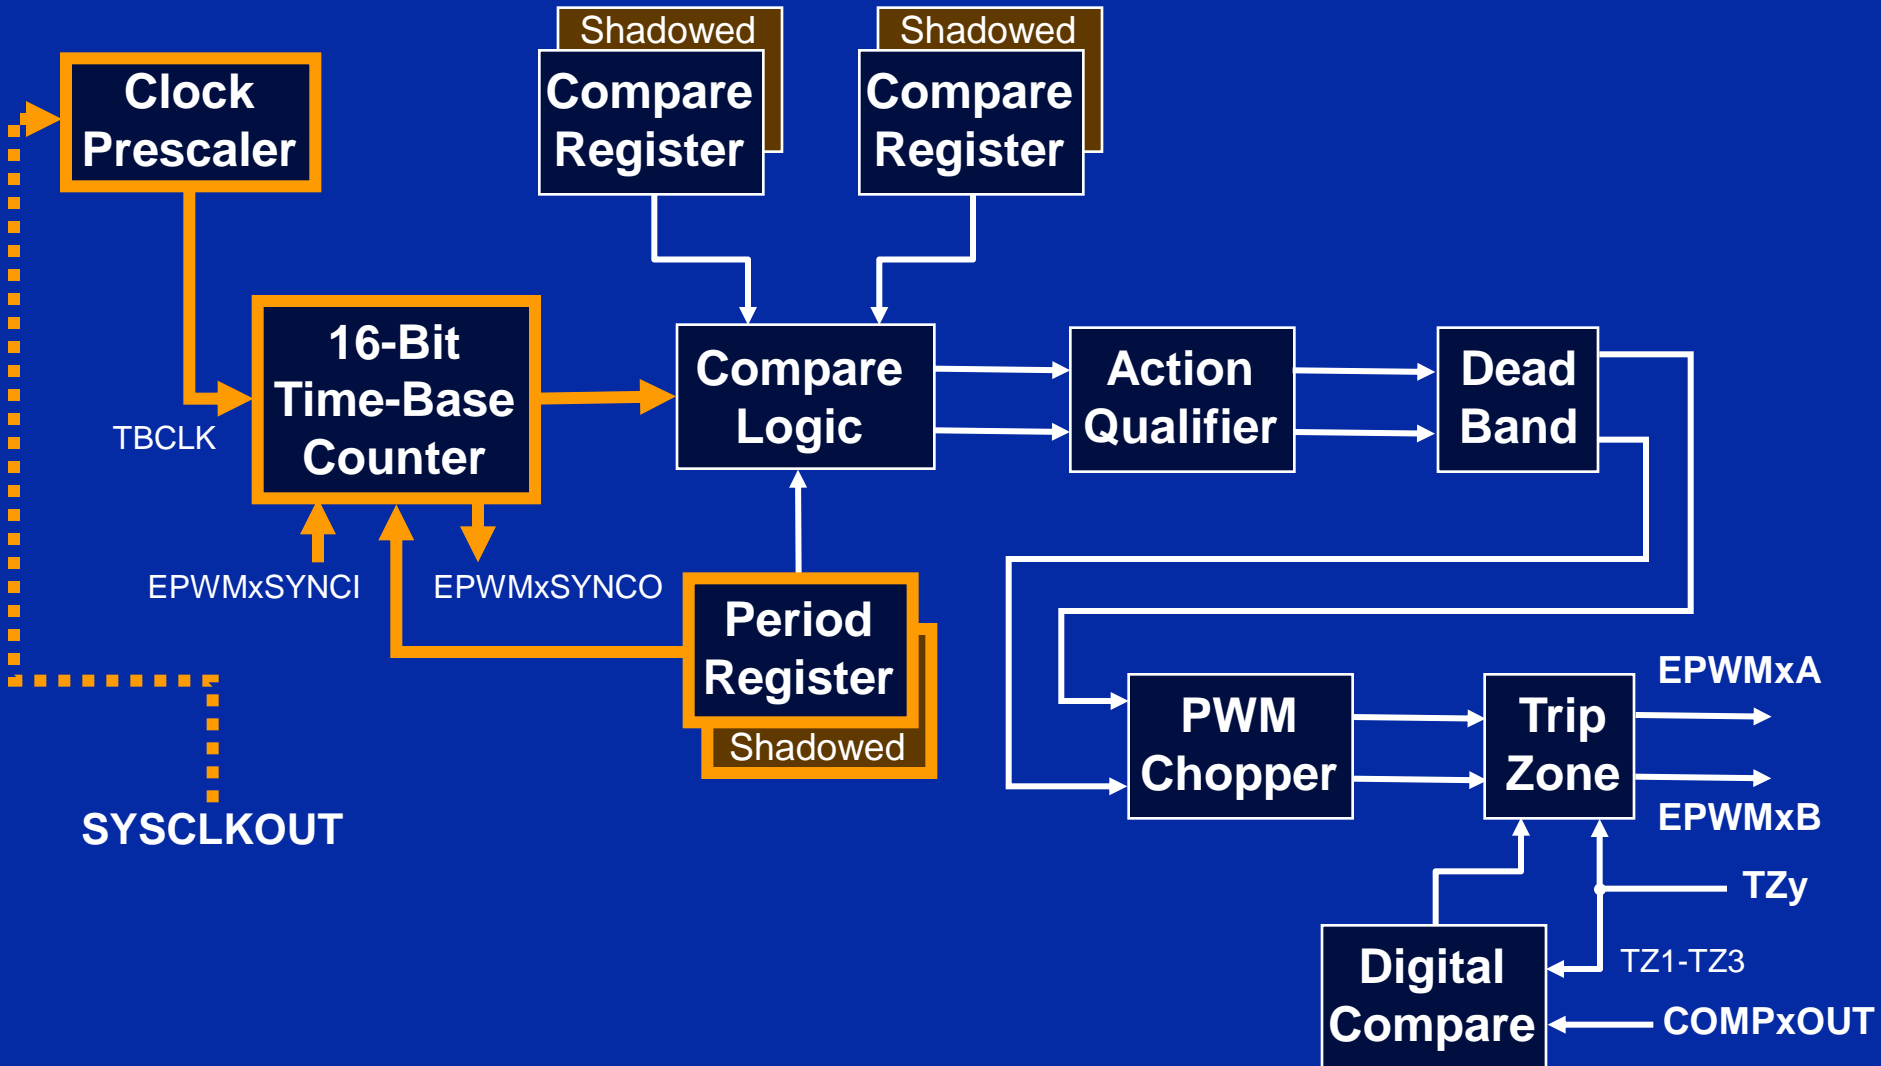 Shadowed
Compare
Register
Shadowed
Compare
Register
Clock
Prescaler
16-Bit
Time-Base
Counter
TBCLK
Compare
Logic
Action
Qualifier
Dead
Band
EPWMxSYNCI
EPWMxSYNCO
Period
Register
Shadowed
SYSCLKOUT
PWM
Chopper
Trip
Zone
EPWMxA
EPWMxB
TZy
TZ1-TZ3
Digital
Compare
COMPxOUT